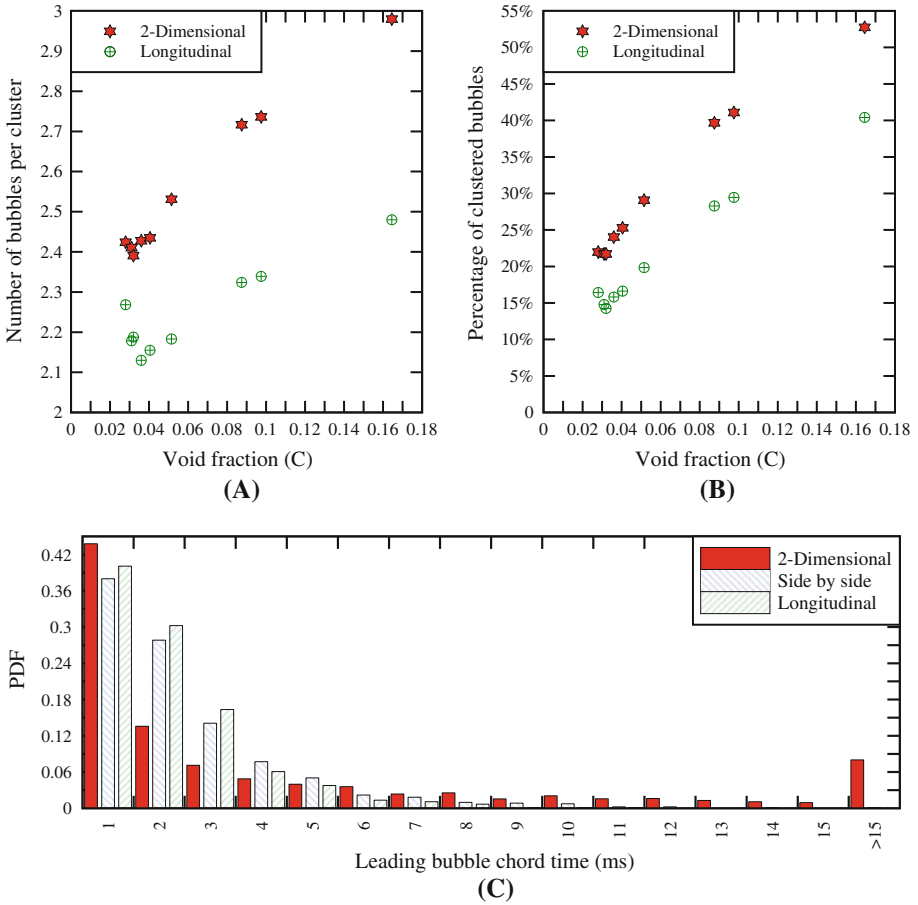 2-Dimensional
Longitudinal
Number of bubbles per cluster
3
2.9
2.8
2.7
2.6
2.5
2.4
2.3
2.2
2.1
2
0 0.02 0.04 0.06 0.08 0.1 0.12 0.14 0.16 0.18
Void fraction (C)
(A)
2-Dimensional
Longitudinal
Percentage of clustered bubbles
55%
50%
45%
40%
35%
30%
25%
20%
15%
10%
5%
0
0 0.02 0.04 0.06 0.08 0.1 0.12 0.14 0.16 0.18
Void fraction (C)
(B)
2-Dimensional
Side by side
Longitudinal
PDF
0.42
0.36
0.3
0.24
0.18
0.12
0.06
0
1 2 3 4 5 6 7 8 9 10 11 12 13 14 15 >15
Leading bubble chord time (ms)
(C)